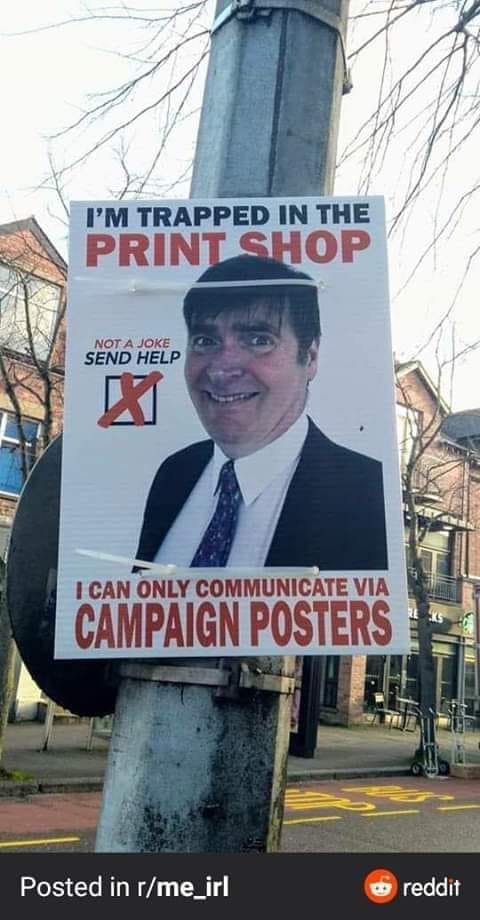 I'M TRAPPED IN THE
PRINT SHOP
NOT A JOKE
SEND HELP
I CAN ONLY COMMUNICATE VIA
CAMPAIGN POSTERS
BUS
Posted in r/me_irl
reddit